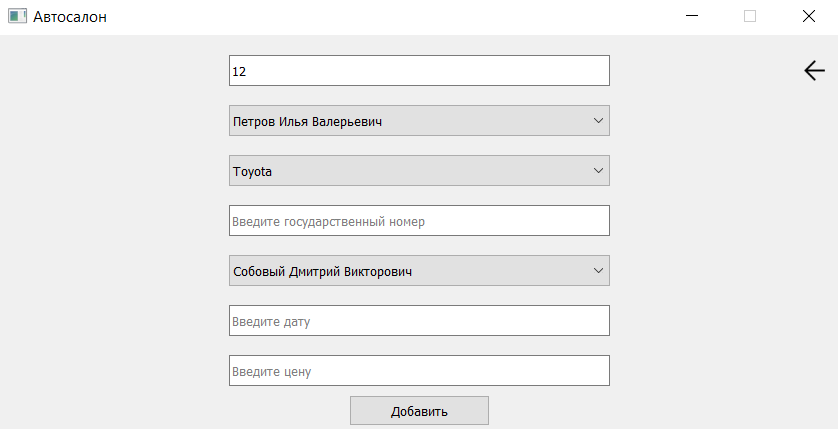 Автосалон
12
Петров Илья Валерьевич
Toyota
Введите государственный номер
Собовый Дмитрий Викторович
Введите дату
Введите цену
Добавить